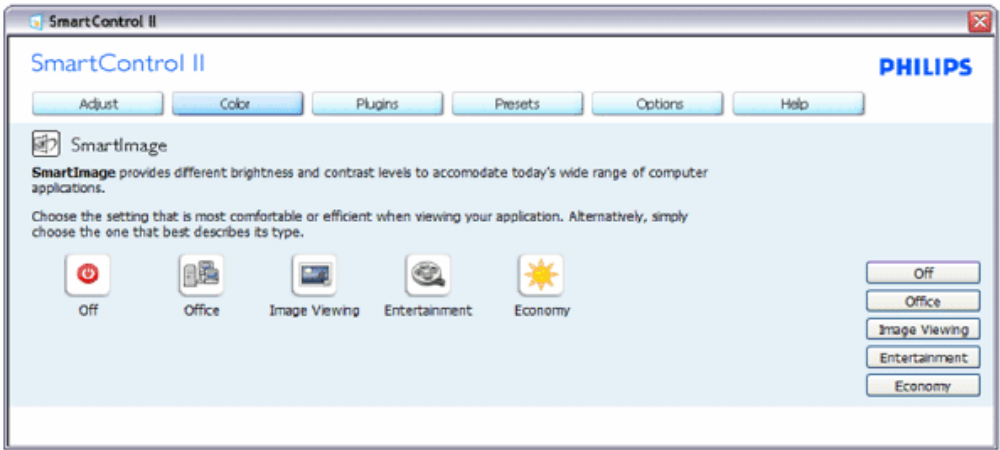 SmartControl II
SmartControl II
PHILIPS
Adjust
Color
Plugins
Presets
Options
Help
SmartImage
SmartImage provides different brightness and contrast levels to accomodate today's wide range of computer
applications.
Choose the setting that is most comfortable or efficient when viewing your application. Alternatively, simply
choose the one that best describes its type.
Off
Office
Image Viewing
Entertainment
Economy
Off
Office
Image Viewing
Entertainment
Economy